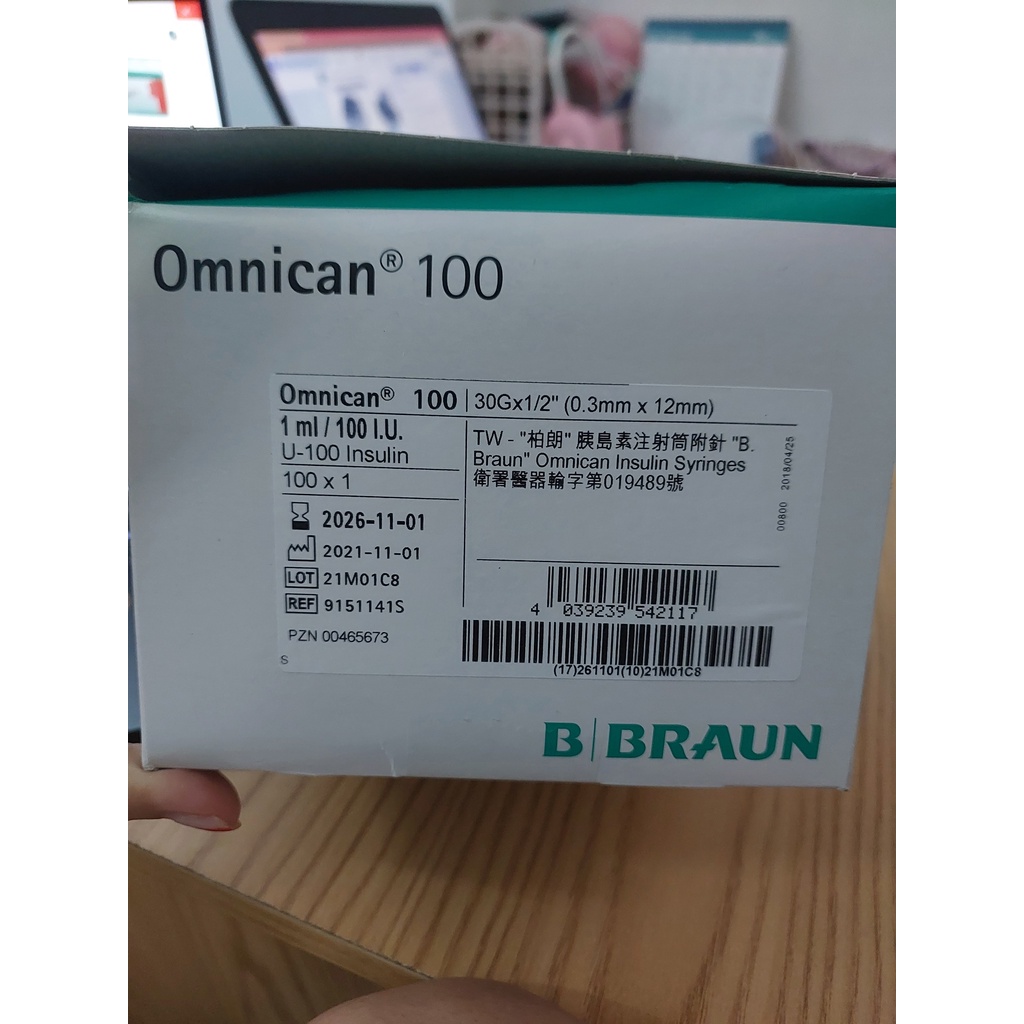 Omnican® 100
Omnican® 100
30Gx1/2" (0.3mm x 12mm)
1 ml / 100 I.U.
U-100 Insulin
100 x 1
2026-11-01
2021-11-01
LOT 21M01C8
REF 9151141S
PZN 00465673
S
TW - "柏朗" 胰島素注射筒附針 "B.
Braun" Omnican Insulin Syringes
衛署醫器輸字第019489號
00800 2018/04/25
4 039239 542117
(17)261101(10)21M01C8
B|BRAUN